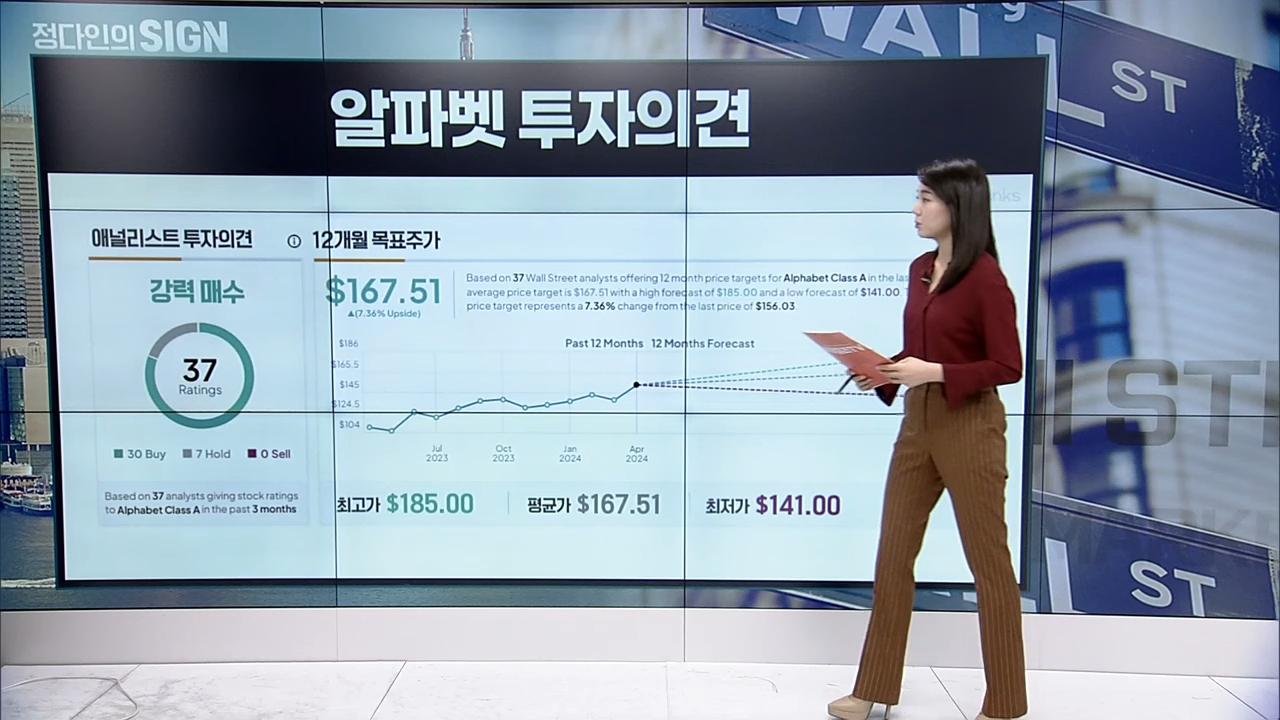 정다인의 SIGN
WALL ST
알파벳 투자의견
nks
애널리스트 투자의견
12개월 목표주가
강력 매수
37
Ratings
30 Buy 7 Hold 0 Sell
Based on 37 analysts giving stock ratings
to Alphabet Class A in the past 3 months
$167.51
▲(7.36% Upside)
Based on 37 Wall Street analysts offering 12 month price targets for Alphabet Class A in the las
average price target is $167.51 with a high forecast of $185.00 and a low forecast of $141.00.
price target represents a 7.36% change from the last price of $156.03.
Past 12 Months 12 Months Forecast
$186
$165.5
$145
$124.5
$104
Jul
2023
Oct
2023
Jan
2024
Apr
2024
최고가 $185.00
평균가 $167.51
최저가 $141.00
ST
L ST